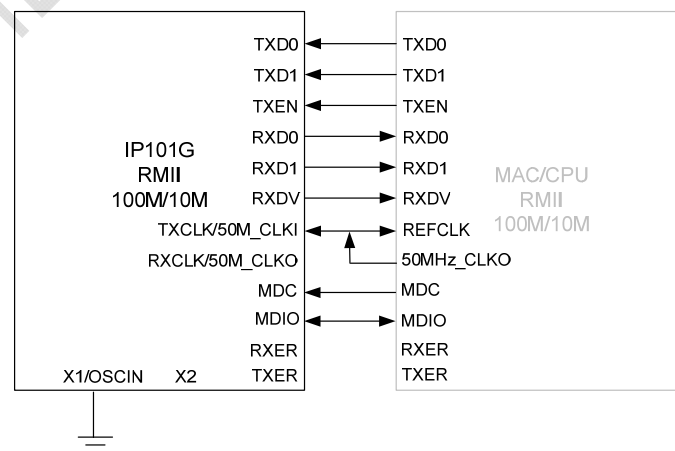 TXD0
TXD1
TXEN
RXD0
RXD1
RXDV
TXCLK/50M_CLKI
RXCLK/50M_CLKO
MDC
MDIO
RXER
TXER
IP101G
RMII
100M/10M
X1/OSCIN X2
TXD0
TXD1
TXEN
RXD0
RXD1
RXDV
REFCLK
50MHz_CLKO
MDC
MDIO
RXER
TXER
MAC/CPU
RMII
100M/10M